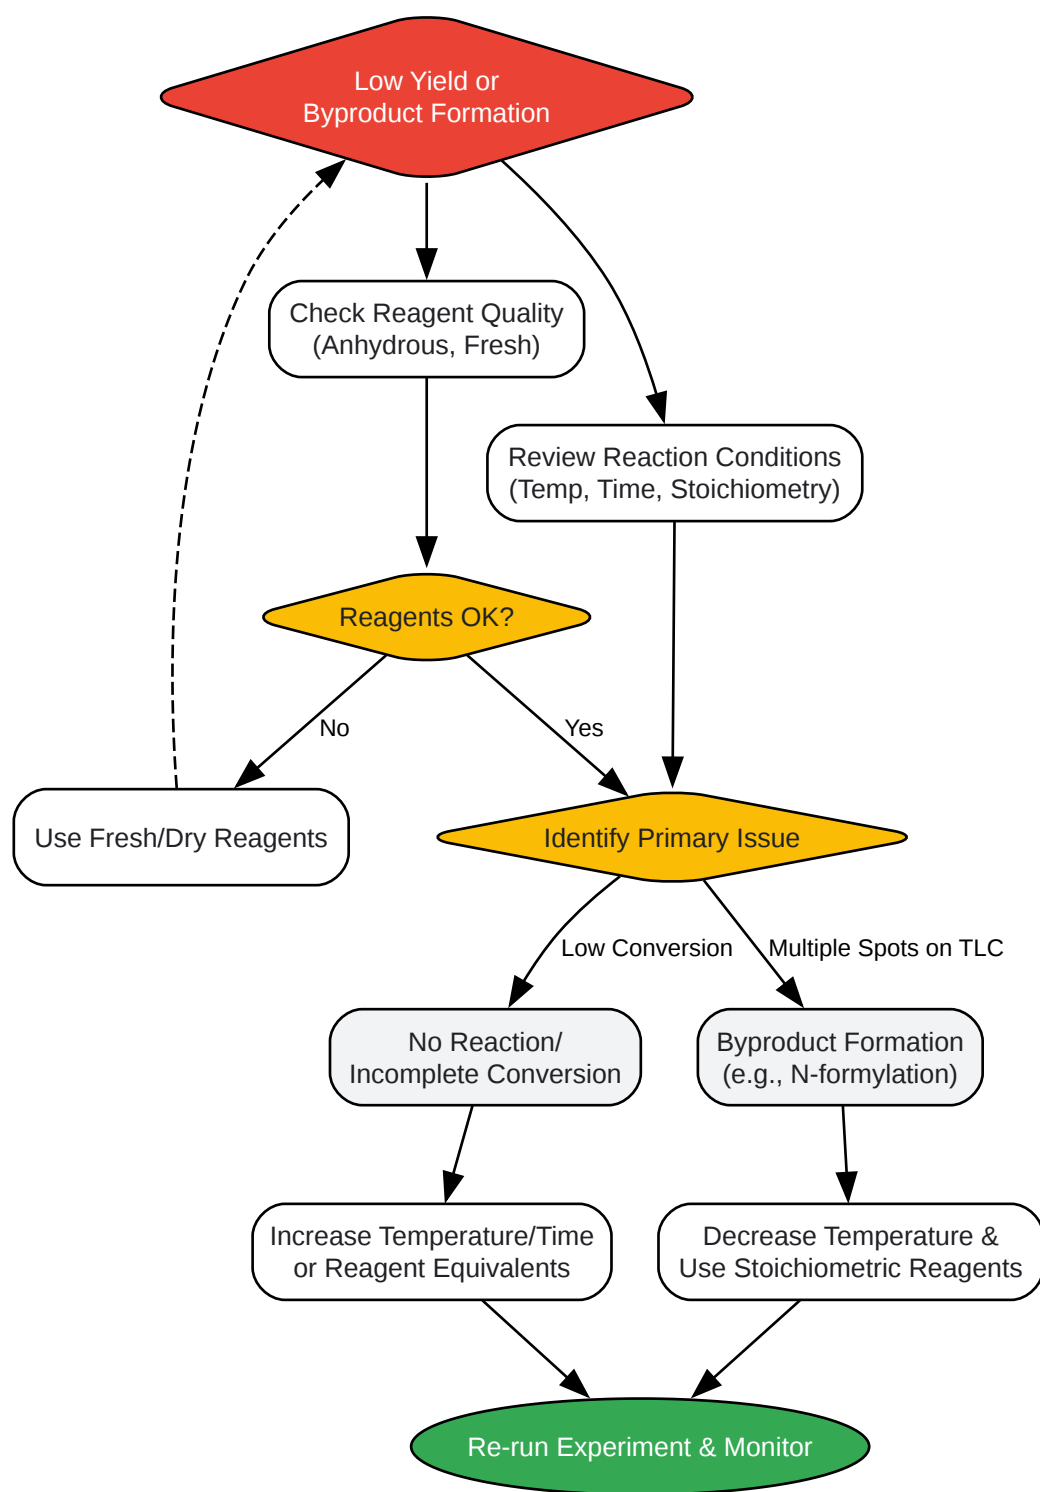 Low Yield or
Byproduct Formation
Check Reagent Quality
(Anhydrous, Fresh)
Review Reaction Conditions
(Temp, Time, Stoichiometry)
Reagents OK?
No
Yes
Use Fresh/Dry Reagents
Identify Primary Issue
Low Conversion
Multiple Spots on TLC
No Reaction/
Incomplete Conversion
Byproduct Formation
(e.g., N-formylation)
Increase Temperature/Time
or Reagent Equivalents
Decrease Temperature &
Use Stoichiometric Reagents
Re-run Experiment & Monitor